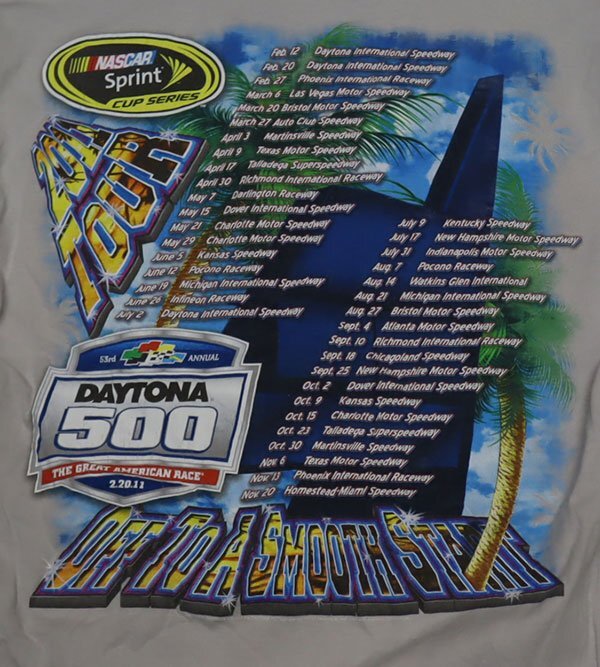 NASCAR
Sprint
CUP SERIES
2011
TOUR
Feb. 12 Daytona International Speedway
Feb. 20 Daytona International Speedway
Feb. 27 Phoenix International Raceway
March 6 Las Vegas Motor Speedway
March 20 Bristol Motor Speedway
March 27 Auto Club Speedway
April 3 Martinsville Speedway
April 9 Texas Motor Speedway
April 17 Talladega Superspeedway
April 30 Richmond International Raceway
May 7 Darlington Raceway
May 15 Dover International Speedway
May 21 Charlotte Motor Speedway
May 29 Charlotte Motor Speedway
June 5 Kansas Speedway
June 12 Pocono Raceway
June 19 Michigan International Speedway
June 26 Infineon Raceway
July 2 Daytona International Speedway
July 9 Kentucky Speedway
July 17 New Hampshire Motor Speedway
July 31 Indianapolis Motor Speedway
Aug. 7 Pocono Raceway
Aug. 14 Watkins Glen International
Aug. 21 Michigan International Speedway
Aug. 27 Bristol Motor Speedway
Sept. 4 Atlanta Motor Speedway
Sept. 10 Richmond International Raceway
Sept. 18 Chicagoland Speedway
Sept. 25 New Hampshire Motor Speedway
Oct. 2 Dover International Speedway
Oct. 9 Kansas Speedway
Oct. 15 Charlotte Motor Speedway
Oct. 23 Talladega Superspeedway
Oct. 30 Martinsville Speedway
Nov. 6 Texas Motor Speedway
Nov. 13 Phoenix International Raceway
Nov. 20 Homestead-Miami Speedway
53rd ANNUAL
DAYTONA
500
THE GREAT AMERICAN RACE
2.20.11
OFF TO A SMOOTH START